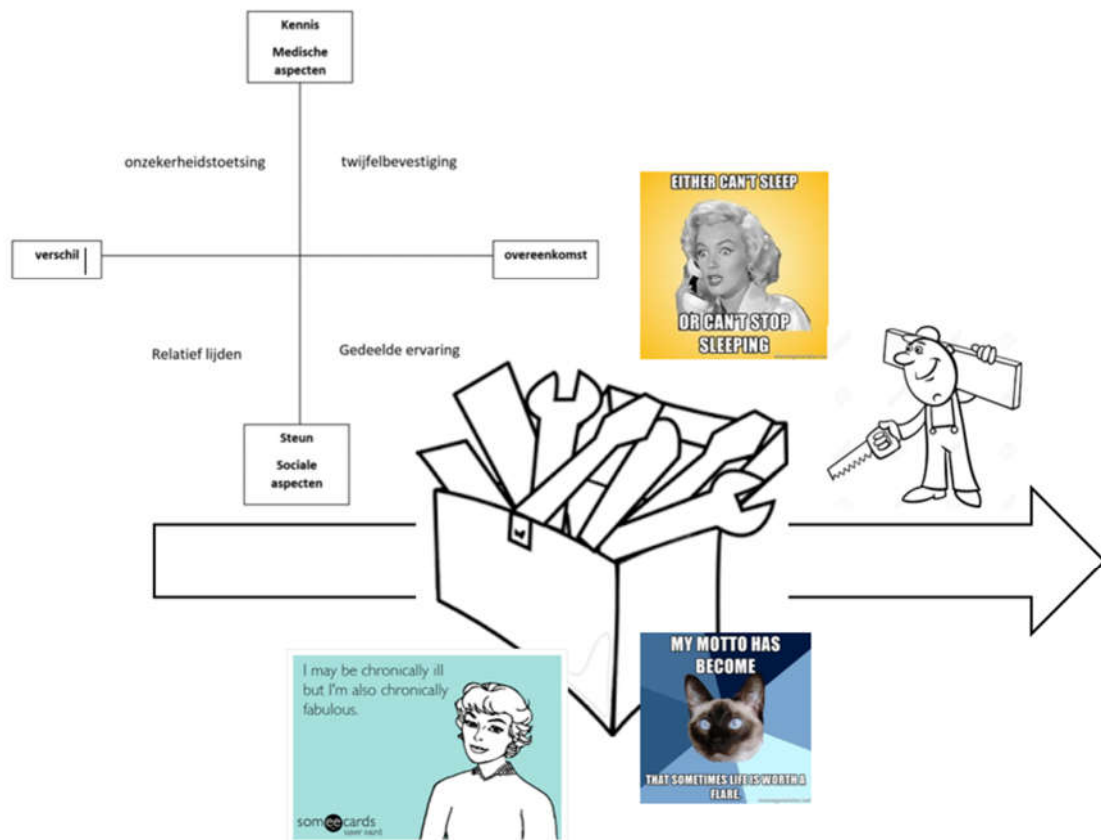 Kennis
Medische
aspecten
onzekerheidstoetsing
twijfelbevestiging
verschil
overeenkomst
Relatief lijden
Gedeelde ervaring
Steun
Sociale
aspecten
EITHER CAN'T SLEEP
OR CAN'T STOP
SLEEPING
I may be chronically ill
but I'm also chronically
fabulous.
someecards
user card
MY MOTTO HAS
BECOME
THAT SOMETIMES LIFE IS WORTH A
FLARE.